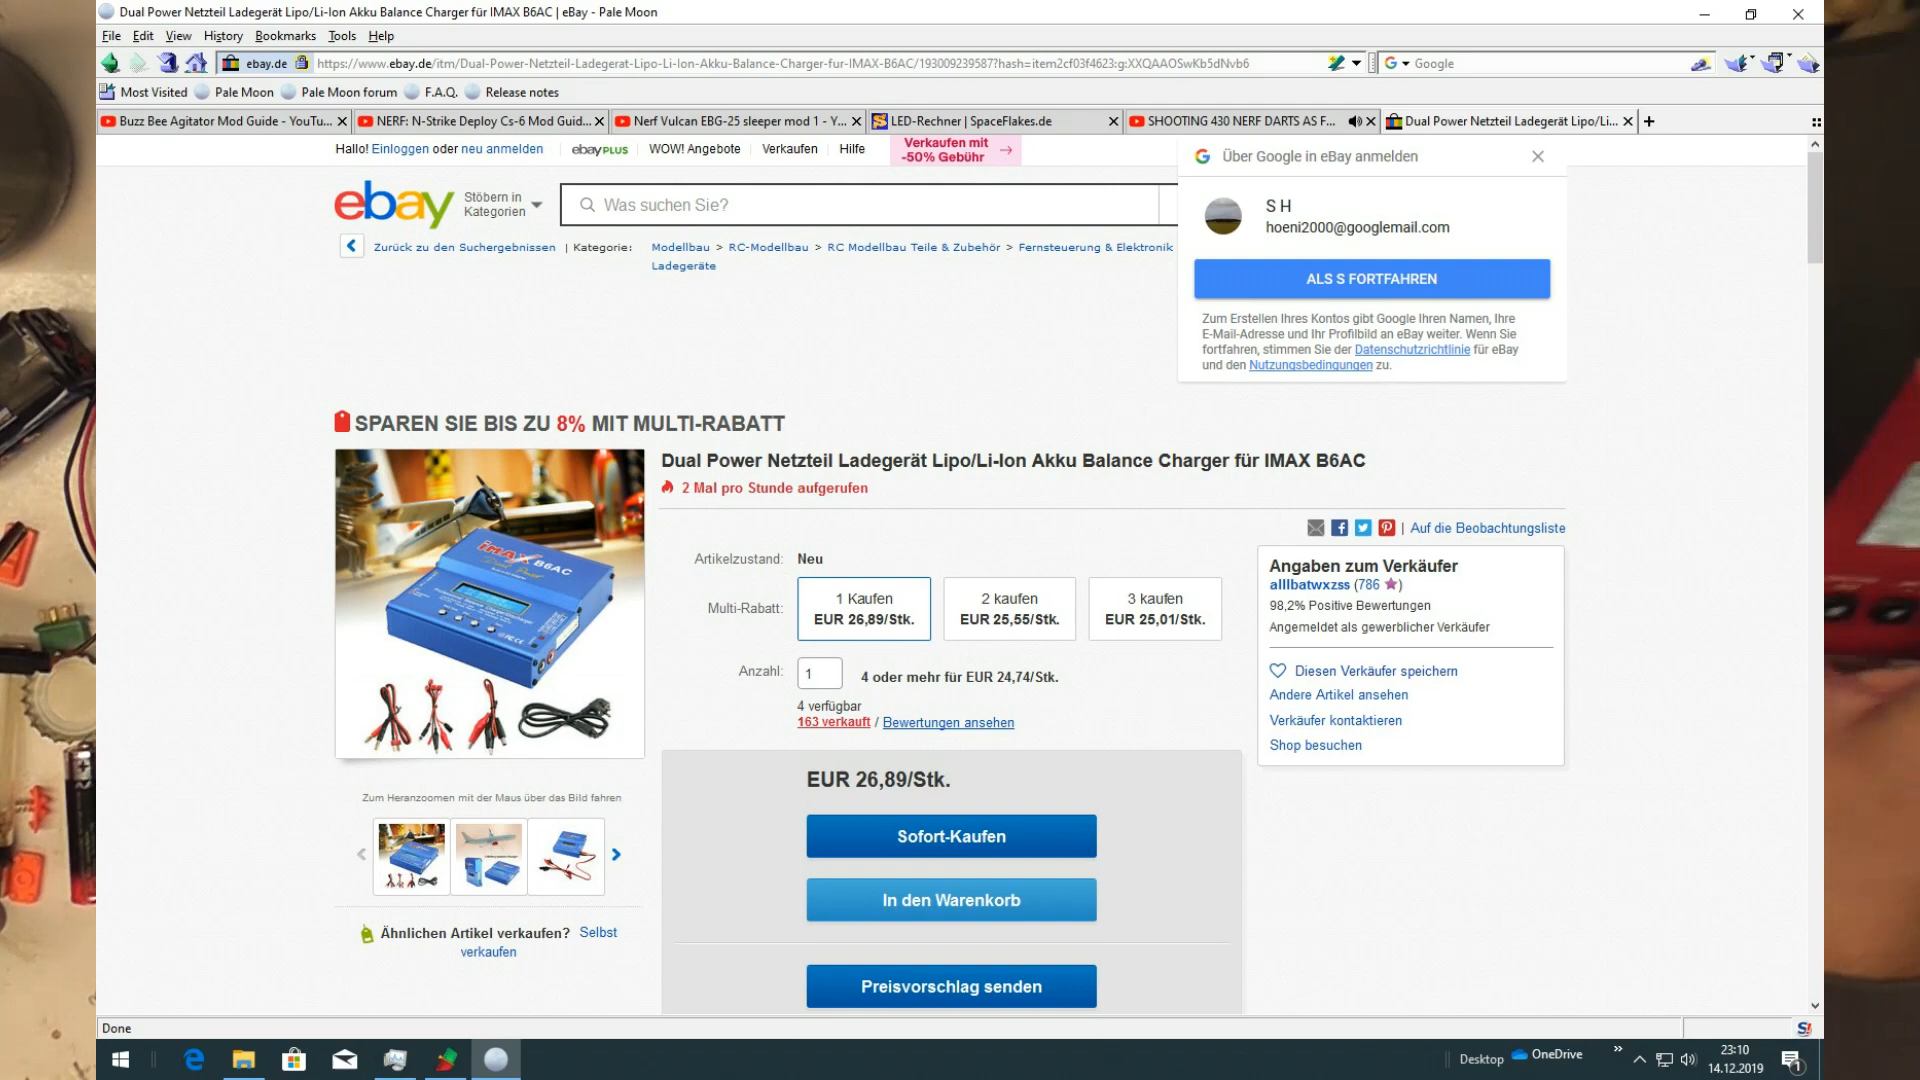 Dual Power Netzteil Ladegerät Lipo/Li-Ion Akku Balance Charger für IMAX B6AC | eBay - Pale Moon
File Edit View History Bookmarks Tools Help
ebay.de https://www.ebay.de/itm/Dual-Power-Netzteil-Ladegerat-Lipo-Li-Ion-Akku-Balance-Charger-fur-IMAX-B6AC/193009239587?hash=item2cf03f4623:g:XXQAAOSwKb5dNvb6 Google
Most Visited Pale Moon Pale Moon forum F.A.Q. Release notes
Buzz Bee Agitator Mod Guide - YouTu... NERF: N-Strike Deploy Cs-6 Mod Guid... Nerf Vulcan EBG-25 sleeper mod 1 - Y... LED-Rechner | SpaceFlakes.de SHOOTING 430 NERF DARTS AS F... Dual Power Netzteil Ladegerät Lipo/Li...
Hallo! Einloggen oder neu anmelden ebay PLUS WOW! Angebote Verkaufen Hilfe
Verkaufen mit
-50% Gebühr
Über Google in eBay anmelden
S H
hoeni2000@googlemail.com
ALS S FORTFAHREN
Zum Erstellen Ihres Kontos gibt Google Ihren Namen, Ihre
E-Mail-Adresse und Ihr Profilbild an eBay weiter. Wenn Sie
fortfahren, stimmen Sie der Datenschutzrichtlinie für eBay
und den Nutzungsbedingungen zu.
ebay
Stöbern in
Kategorien
Was suchen Sie?
Zurück zu den Suchergebnissen | Kategorie: Modellbau > RC-Modellbau > RC Modellbau Teile & Zubehör > Fernsteuerung & Elektronik
Ladegeräte
SPAREN SIE BIS ZU 8% MIT MULTI-RABATT
Dual Power Netzteil Ladegerät Lipo/Li-Ion Akku Balance Charger für IMAX B6AC
2 Mal pro Stunde aufgerufen
| Auf die Beobachtungsliste
iMAX B6AC
Dual Power
Artikelzustand: Neu
Multi-Rabatt:
1 Kaufen
EUR 26,89/Stk.
2 kaufen
EUR 25,55/Stk.
3 kaufen
EUR 25,01/Stk.
Anzahl: 1 4 oder mehr für EUR 24,74/Stk.
4 verfügbar
163 verkauft / Bewertungen ansehen
Angaben zum Verkäufer
alllbatwxzss (786)
98,2% Positive Bewertungen
Angemeldet als gewerblicher Verkäufer
Diesen Verkäufer speichern
Andere Artikel ansehen
Verkäufer kontaktieren
Shop besuchen
EUR 26,89/Stk.
Sofort-Kaufen
In den Warenkorb
Preisvorschlag senden
Zum Heranzoomen mit der Maus über das Bild fahren
Ähnlichen Artikel verkaufen? Selbst
verkaufen
Done
Desktop OneDrive
23:10
14.12.2019
1